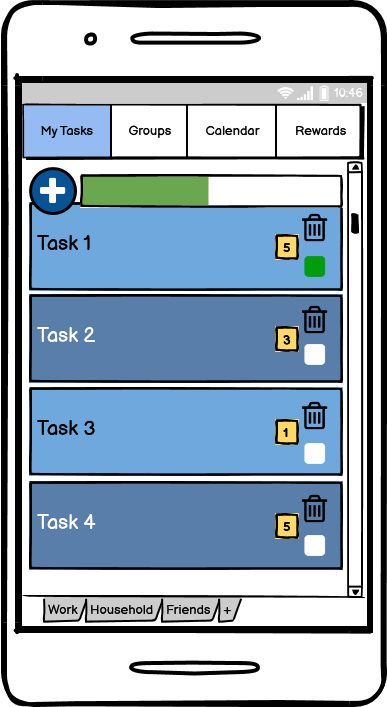 10:46
My Tasks Groups Calendar Rewards
Task 1 5
Task 2 3
Task 3 1
Task 4 5
Work Household Friends +